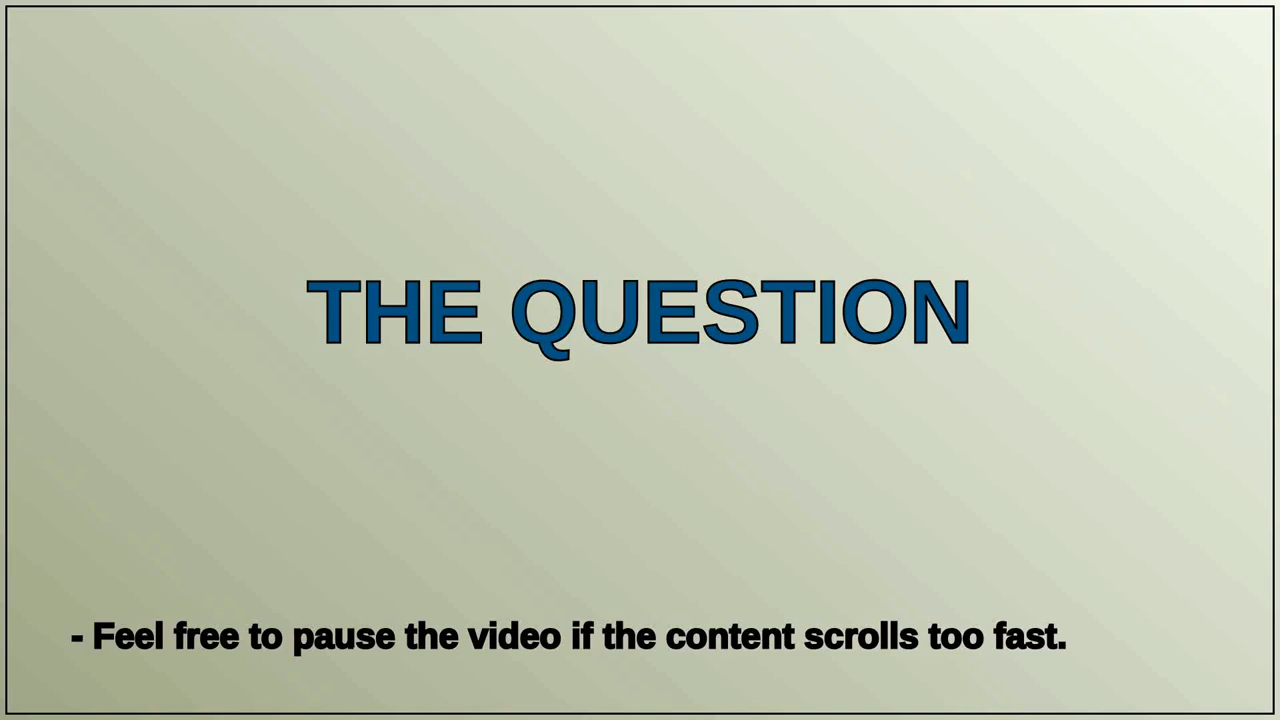 THE QUESTION
- Feel free to pause the video if the content scrolls too fast.